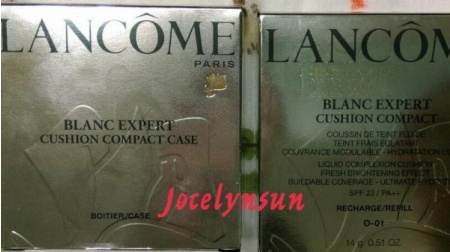 LANCÔME
PARIS
BLANC EXPERT
CUSHION COMPACT CASE
BOITIER/CASE
Jocelynsun
LANCÔM
BLANC EXPERT
CUSHION COMPACT
COUSSIN DE TEINT FLUIDE
TEINT FRAIS ÉCLATANT
COUVRANCE MODULABLE - HYDRATATION
LIQUID COMPLEXION CUSHION
FRESH BRIGHTENING EFFECT
BUILDABLE COVERAGE - ULTIMATE HYDRAT
SPF 23 / PA++
RECHARGE/REFILL
O-01
14 g 0.51 OZ.